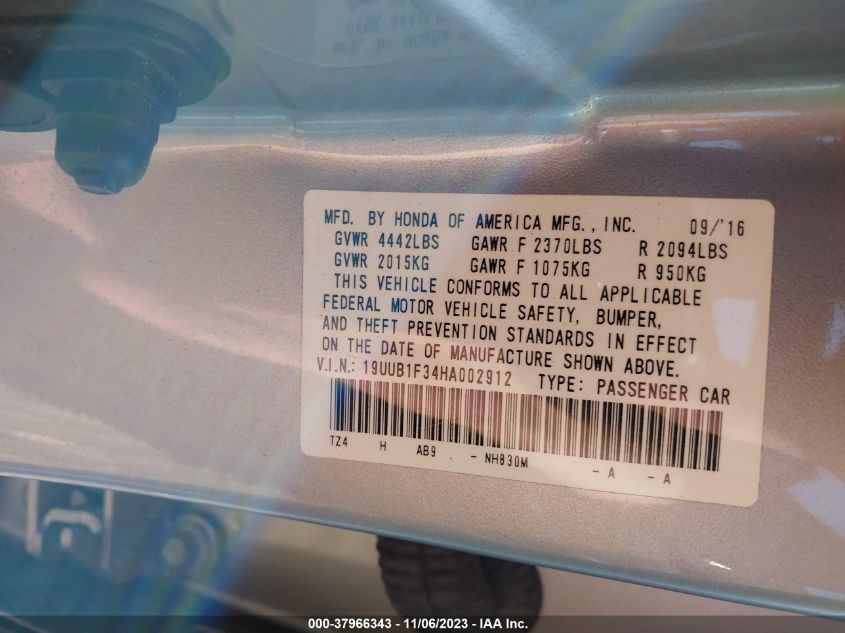 MFD. BY HONDA OF AMERICA MFG., INC. 09/'16
GVWR 4442LBS GAWR F 2370LBS R 2094LBS
GVWR 2015KG GAWR F 1075KG R 950KG
THIS VEHICLE CONFORMS TO ALL APPLICABLE
FEDERAL MOTOR VEHICLE SAFETY, BUMPER,
AND THEFT PREVENTION STANDARDS IN EFFECT
ON THE DATE OF MANUFACTURE SHOWN ABOVE.
V.I.N.: 19UUB1F34HA002912 TYPE: PASSENGER CAR
TZ4 H AB9 . - NH830M - A - A
000-37966343 - 11/06/2023 - IAA Inc.